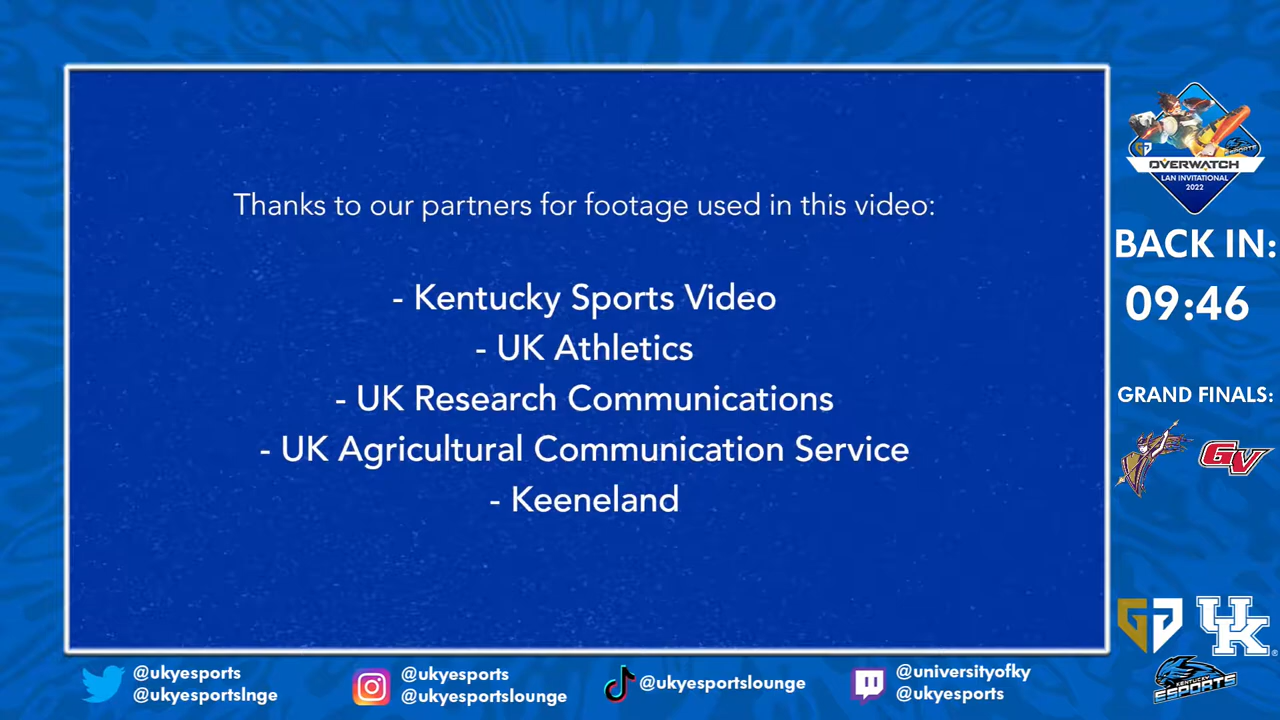 Thanks to our partners for footage used in this video:
- Kentucky Sports Video
- UK Athletics
- UK Research Communications
- UK Agricultural Communication Service
- Keeneland
OVERWATCH
LAN INVITATIONAL
2022
BACK IN:
09:46
GRAND FINALS:
GV
UK
KENTUCKY
ESPORTS
@ukyesports
@ukyesportslnge
@ukyesports
@ukyesportslounge
@ukyesportslounge
@universityofky
@ukyesports